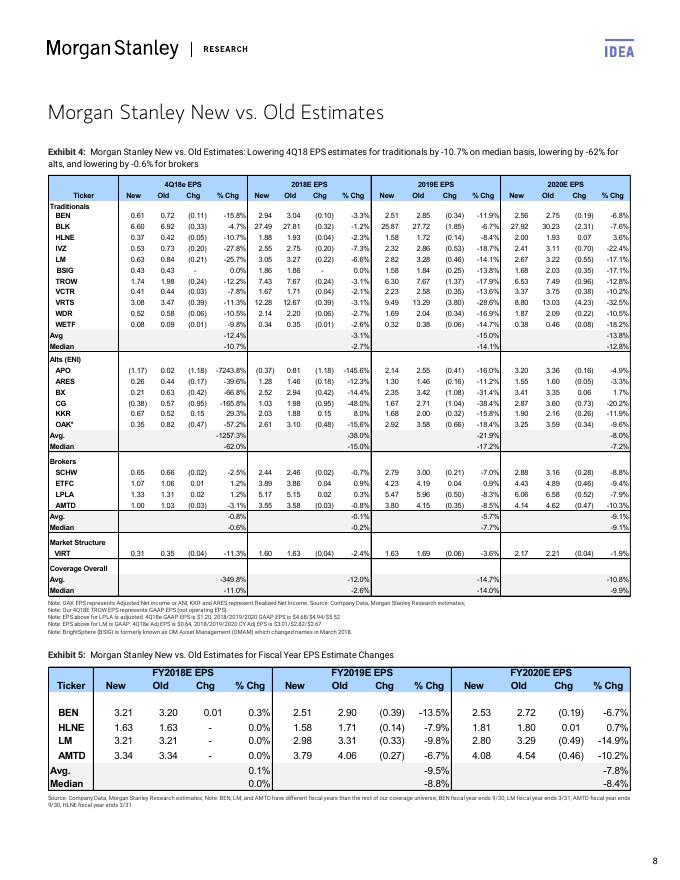 Morgan Stanley | RESEARCH
IDEA
Morgan Stanley New vs. Old Estimates
Exhibit 4: Morgan Stanley New vs. Old Estimates: Lowering 4Q18 EPS estimates for traditionals by -10.7% on median basis, lowering by -62% for
alts, and lowering by -0.6% for brokers
4Q18e EPS 2018E EPS 2019E EPS 2020E EPS
Ticker New Old Chg % Chg New Old Chg % Chg New Old Chg % Chg New Old Chg % Chg
Traditionals
BEN 0.61 0.72 (0.11) -15.8% 2.94 3.04 (0.10) -3.3% 2.51 2.85 (0.34) -11.9% 2.56 2.75 (0.19) -6.8%
BLK 6.60 6.92 (0.33) -4.7% 27.49 27.81 (0.32) -1.2% 25.87 27.72 (1.85) -6.7% 27.92 30.23 (2.31) -7.6%
HLNE 0.37 0.42 (0.05) -10.7% 1.88 1.93 (0.04) -2.3% 1.58 1.72 (0.14) -8.4% 2.00 1.93 0.07 3.6%
IVZ 0.53 0.73 (0.20) -27.8% 2.55 2.75 (0.20) -7.3% 2.32 2.86 (0.53) -18.7% 2.41 3.11 (0.70) -22.4%
LM 0.63 0.84 (0.21) -25.7% 3.05 3.27 (0.22) -6.6% 2.82 3.28 (0.46) -14.1% 2.67 3.22 (0.55) -17.1%
BSIG 0.43 0.43 - 0.0% 1.86 1.86 - 0.0% 1.58 1.84 (0.25) -13.8% 1.68 2.03 (0.35) -17.1%
TROW 1.74 1.98 (0.24) -12.2% 7.43 7.67 (0.24) -3.1% 6.30 7.67 (1.37) -17.9% 6.53 7.49 (0.96) -12.8%
VCTR 0.41 0.44 (0.03) -7.8% 1.67 1.71 (0.04) -2.1% 2.23 2.58 (0.35) -13.6% 3.37 3.75 (0.38) -10.2%
VRTS 3.08 3.47 (0.39) -11.3% 12.28 12.67 (0.39) -3.1% 9.49 13.29 (3.80) -28.6% 8.80 13.03 (4.23) -32.5%
WDR 0.52 0.58 (0.06) -10.5% 2.14 2.20 (0.06) -2.7% 1.69 2.04 (0.34) -16.9% 1.87 2.09 (0.22) -10.5%
WETF 0.08 0.09 (0.01) -9.8% 0.34 0.35 (0.01) -2.6% 0.32 0.38 (0.06) -14.7% 0.38 0.46 (0.08) -18.2%
Avg -12.4% -3.1% -15.0% -13.8%
Median -10.7% -2.7% -14.1% -12.8%
Alts (ENI)
APO (1.17) 0.02 (1.18) -7243.8% (0.37) 0.81 (1.18) -145.6% 2.14 2.55 (0.41) -16.0% 3.20 3.36 (0.16) -4.9%
ARES 0.26 0.44 (0.17) -39.6% 1.28 1.46 (0.18) -12.3% 1.30 1.46 (0.16) -11.2% 1.55 1.60 (0.05) -3.3%
BX 0.21 0.63 (0.42) -66.8% 2.52 2.94 (0.42) -14.4% 2.35 3.42 (1.08) -31.4% 3.41 3.35 0.06 1.7%
CG (0.38) 0.57 (0.95) -165.8% 1.03 1.98 (0.95) -48.0% 1.67 2.71 (1.04) -38.4% 2.87 3.60 (0.73) -20.2%
KKR 0.67 0.52 0.15 29.3% 2.03 1.88 0.15 8.0% 1.68 2.00 (0.32) -15.8% 1.90 2.16 (0.26) -11.9%
OAK* 0.35 0.82 (0.47) -57.2% 2.61 3.10 (0.48) -15.6% 2.92 3.58 (0.66) -18.4% 3.25 3.59 (0.34) -9.6%
Avg. -1257.3% -38.0% -21.9% -8.0%
Median -62.0% -15.0% -17.2% -7.2%
Brokers
SCHW 0.65 0.66 (0.02) -2.5% 2.44 2.46 (0.02) -0.7% 2.79 3.00 (0.21) -7.0% 2.88 3.16 (0.28) -8.8%
ETFC 1.07 1.06 0.01 1.2% 3.89 3.86 0.04 0.9% 4.23 4.19 0.04 0.9% 4.43 4.89 (0.46) -9.4%
LPLA 1.33 1.31 0.02 1.2% 5.17 5.15 0.02 0.3% 5.47 5.96 (0.50) -8.3% 6.06 6.58 (0.52) -7.9%
AMTD 1.00 1.03 (0.03) -3.1% 3.55 3.58 (0.03) -0.8% 3.80 4.15 (0.35) -8.5% 4.14 4.62 (0.47) -10.3%
Avg. -0.8% -0.1% -5.7% -9.1%
Median -0.6% -0.2% -7.7% -9.1%
Market Structure
VIRT 0.31 0.35 (0.04) -11.3% 1.60 1.63 (0.04) -2.4% 1.63 1.69 (0.06) -3.6% 2.17 2.21 (0.04) -1.9%
Coverage Overall
Avg. -349.8% -12.0% -14.7% -10.8%
Median -11.0% -2.6% -14.0% -9.9%
Note: OAK EPS represents Adjusted Net income or ANI, KKR and ARES represent Realized Net Income. Source: Company Data, Morgan Stanley Research estimates;
Note: Our 4Q18E TROW EPS represents GAAP EPS (not operating EPS).
Note: EPS above for LPLA is adjusted. 4Q18e GAAP EPS is $1.20, 2018/2019/2020 GAAP EPS is $4.68/$4.94/$5.52
Note: EPS above for LM is GAAP. 4Q18e Adj EPS is $0.64, 2018/2019/2020 CY Adj EPS is $3.01/$2.82/$2.67
Note: BrightSphere (BSIG) is formerly known as OM Asset Management (OMAM) which changed names in March 2018.
Exhibit 5: Morgan Stanley New vs. Old Estimates for Fiscal Year EPS Estimate Changes
FY2018E EPS FY2019E EPS FY2020E EPS
Ticker New Old Chg % Chg New Old Chg % Chg New Old Chg % Chg
BEN 3.21 3.20 0.01 0.3% 2.51 2.90 (0.39) -13.5% 2.53 2.72 (0.19) -6.7%
HLNE 1.63 1.63 - 0.0% 1.58 1.71 (0.14) -7.9% 1.81 1.80 0.01 0.7%
LM 3.21 3.21 - 0.0% 2.98 3.31 (0.33) -9.8% 2.80 3.29 (0.49) -14.9%
AMTD 3.34 3.34 - 0.0% 3.79 4.06 (0.27) -6.7% 4.08 4.54 (0.46) -10.2%
Avg. 0.1% -9.5% -7.8%
Median 0.0% -8.8% -8.4%
Source: Company Data, Morgan Stanley Research estimates; Note: BEN, LM, and AMTD have different fiscal years than the rest of our coverage universe; BEN fiscal year ends 9/30, LM fiscal year ends 3/31, AMTD fiscal year ends
9/30, HLNE fiscal year ends 3/31
8